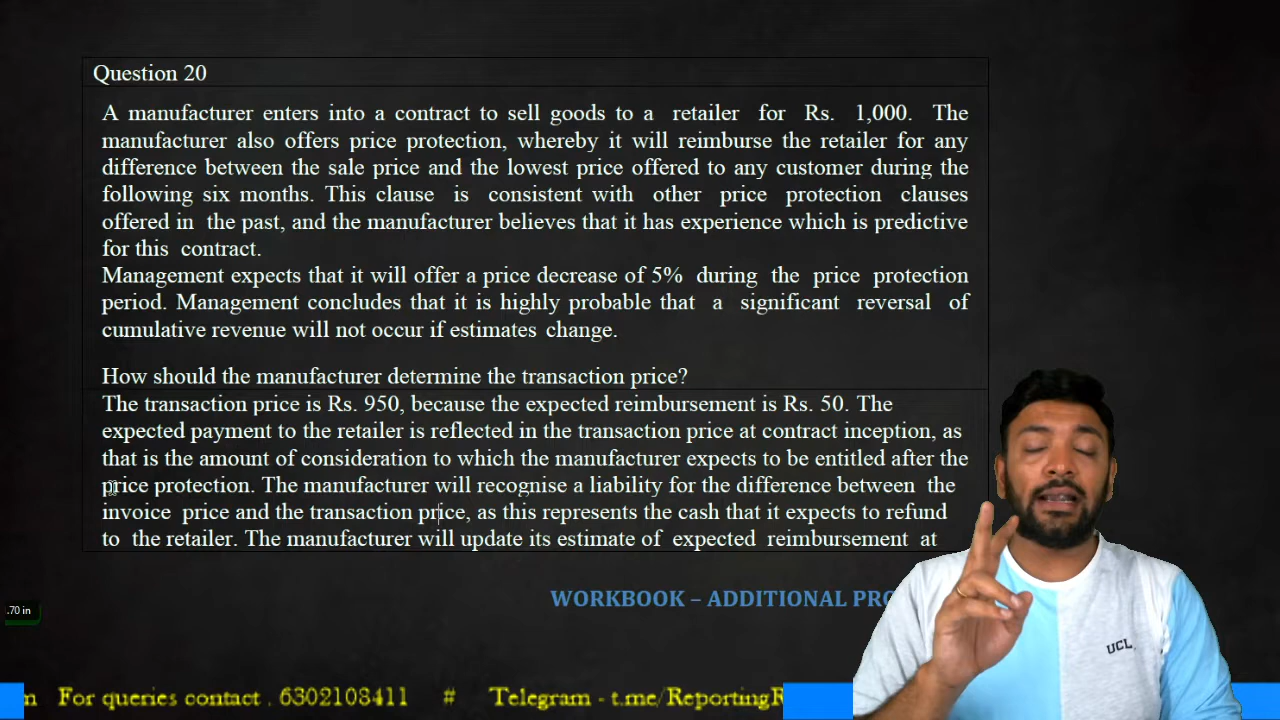 Question 20
A manufacturer enters into a contract to sell goods to a retailer for Rs. 1,000. The
manufacturer also offers price protection, whereby it will reimburse the retailer for any
difference between the sale price and the lowest price offered to any customer during the
following six months. This clause is consistent with other price protection clauses
offered in the past, and the manufacturer believes that it has experience which is predictive
for this contract.
Management expects that it will offer a price decrease of 5% during the price protection
period. Management concludes that it is highly probable that a significant reversal of
cumulative revenue will not occur if estimates change.
How should the manufacturer determine the transaction price?
The transaction price is Rs. 950, because the expected reimbursement is Rs. 50. The
expected payment to the retailer is reflected in the transaction price at contract inception, as
that is the amount of consideration to which the manufacturer expects to be entitled after the
price protection. The manufacturer will recognise a liability for the difference between the
invoice price and the transaction price, as this represents the cash that it expects to refund
to the retailer. The manufacturer will update its estimate of expected reimbursement at
WORKBOOK – ADDITIONAL
.70 in
UCL
For queries contact . 6302108411 # Telegram - t.me/ReportingR